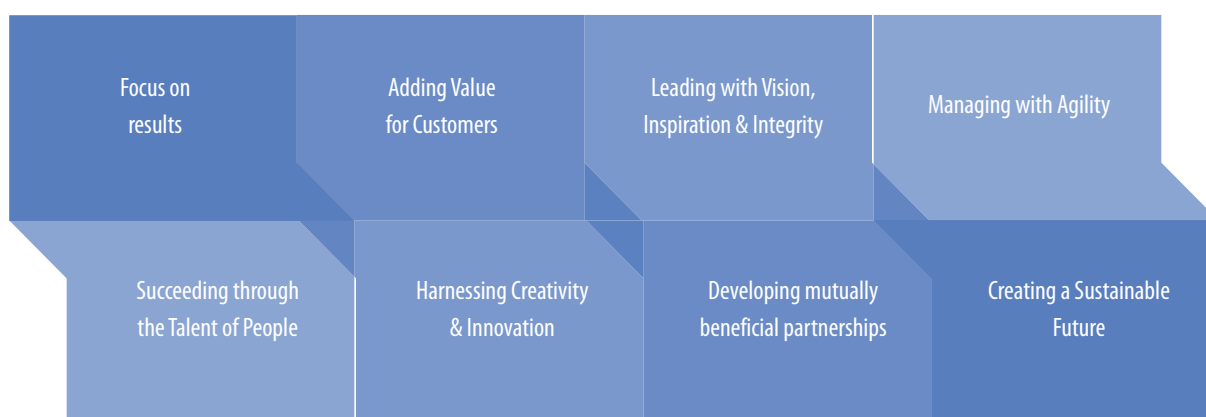 Focus on
results
Adding Value
for Customers
Leading with Vision,
Inspiration & Integrity
Managing with Agility
Succeeding through
the Talent of People
Harnessing Creativity
& Innovation
Developing mutually
beneficial partnerships
Creating a Sustainable
Future